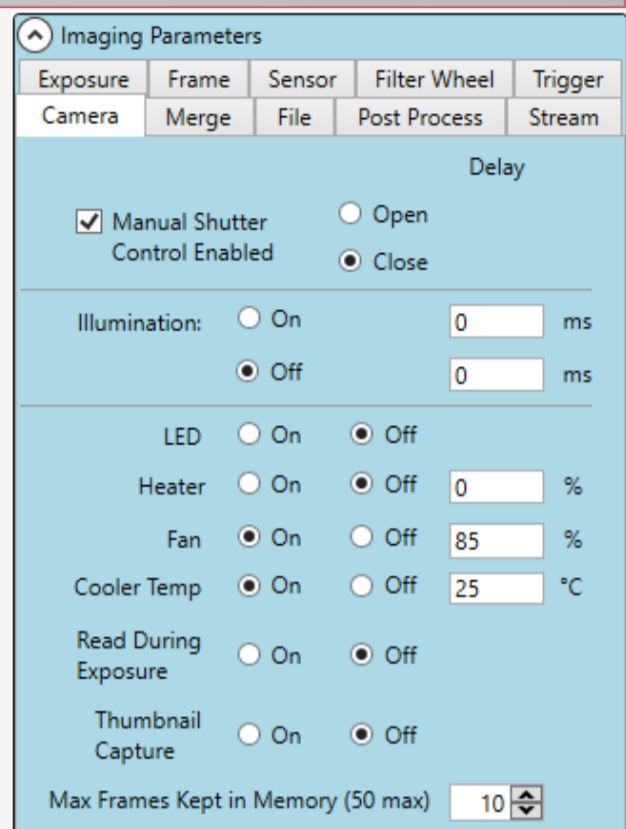 Imaging Parameters
Exposure Frame Sensor Filter Wheel Trigger
Camera Merge File Post Process Stream
Delay
Manual Shutter
Control Enabled
Open
Close
Illumination: On 0 ms
Off 0 ms
LED On Off
Heater On Off 0 %
Fan On Off 85 %
Cooler Temp On Off 25 °C
Read During
Exposure
On Off
Thumbnail
Capture
On Off
Max Frames Kept in Memory (50 max) 10